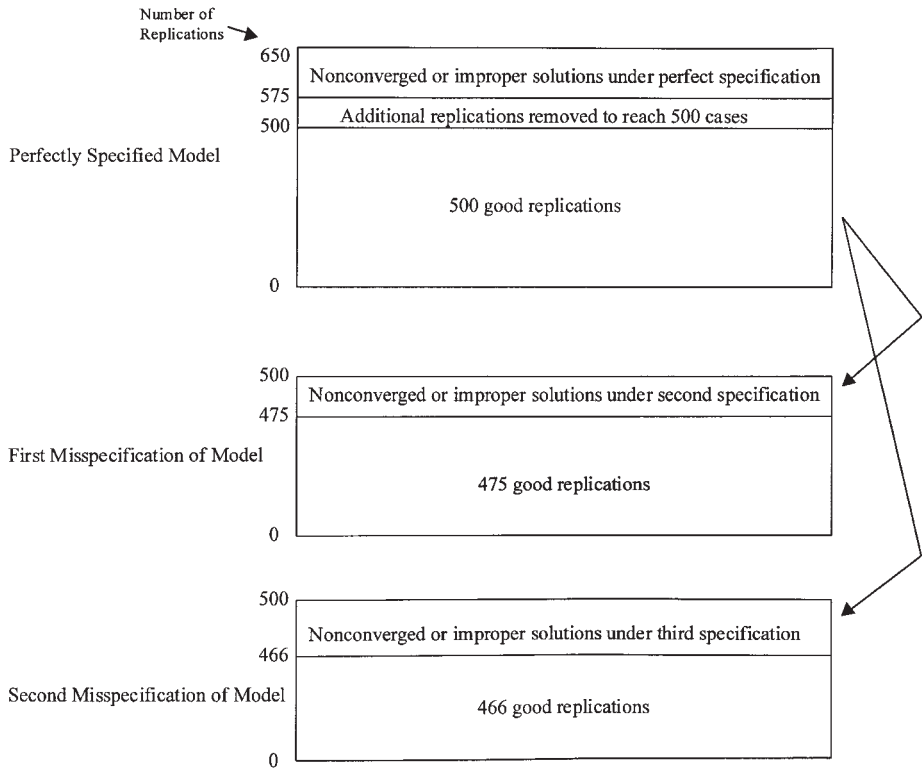 Number of
Replications
650
Nonconverged or improper solutions under perfect specification
575
Additional replications removed to reach 500 cases
500
Perfectly Specified Model
500 good replications
0
500
Nonconverged or improper solutions under second specification
475
First Misspecification of Model
475 good replications
0
500
Nonconverged or improper solutions under third specification
466
Second Misspecification of Model
466 good replications
0